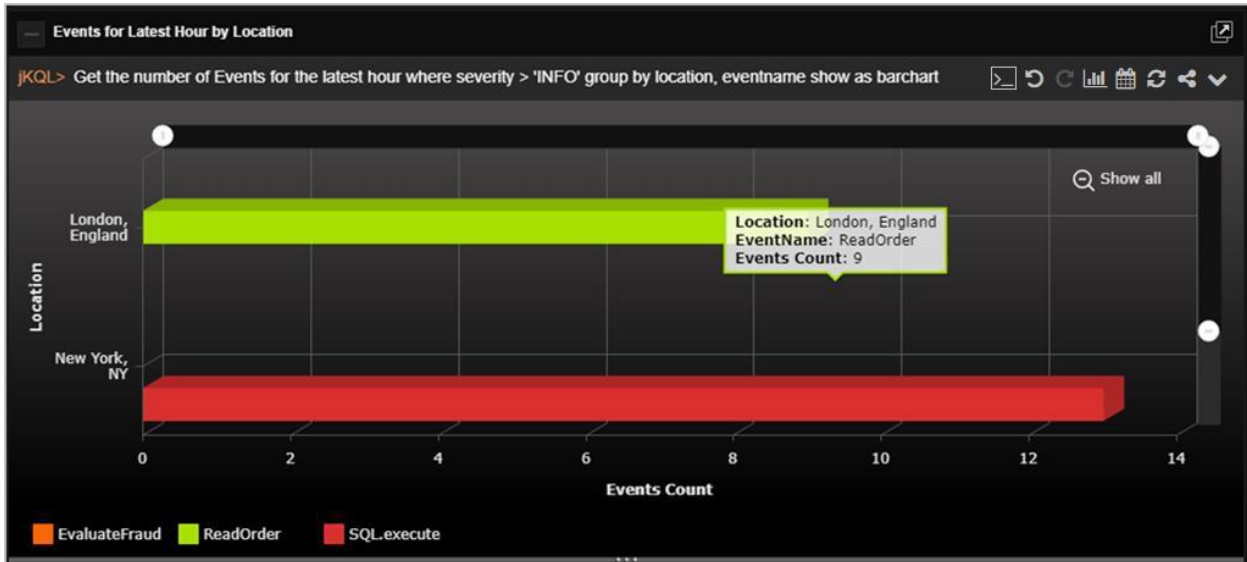 Events for Latest Hour by Location
jKQL> Get the number of Events for the latest hour where severity > 'INFO' group by location, eventname show as barchart
Show all
London,
England
Location: London, England
EventName: ReadOrder
Events Count: 9
Location
New York,
NY
0 2 4 6 8 10 12 14
Events Count
EvaluateFraud ReadOrder SQL.execute